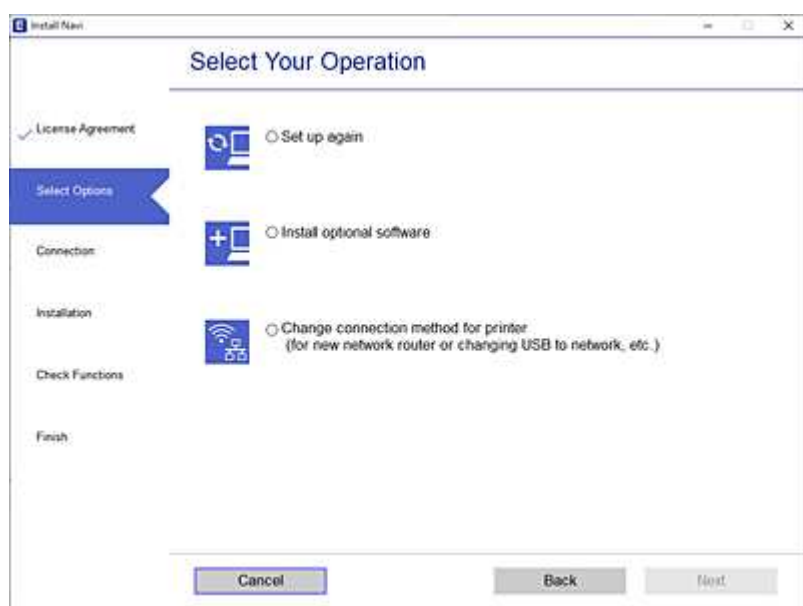 Install Navi
Select Your Operation
License Agreement
Set up again
Select Options
Install optional software
Connection
Installation
Change connection method for printer
(for new network router or changing USB to network, etc.)
Check Functions
Finish
Cancel
Back
Next